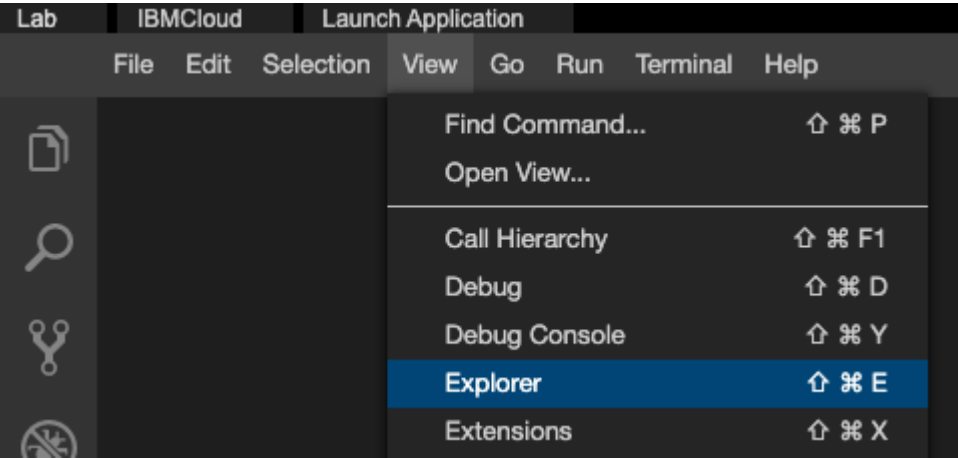 Lab IBMCloud Launch Application
File Edit Selection View Go Run Terminal Help
Find Command... ⇧ ⌘ P
Open View...
Call Hierarchy ⇧ ⌘ F1
Debug ⇧ ⌘ D
Debug Console ⇧ ⌘ Y
Explorer ⇧ ⌘ E
Extensions ⇧ ⌘ X